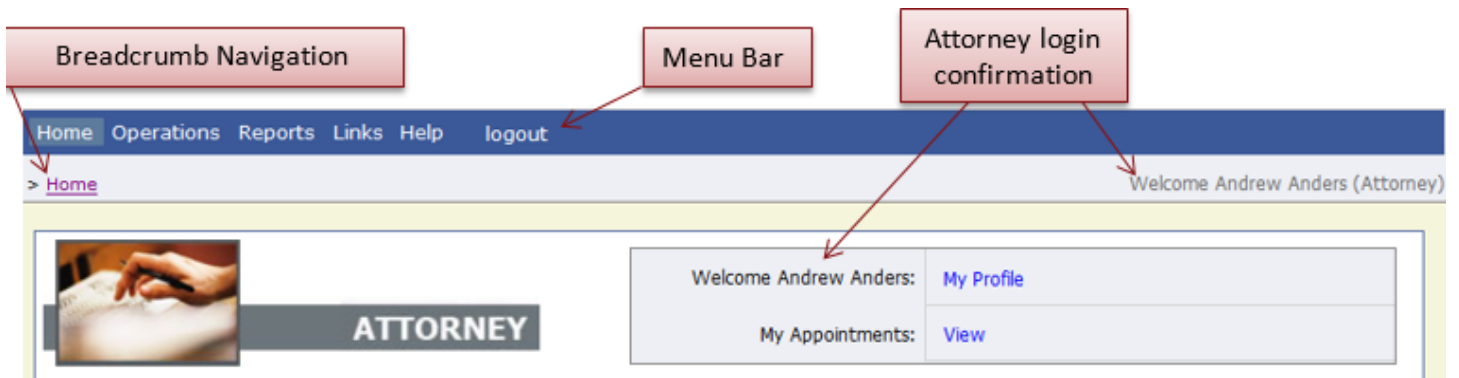 Breadcrumb Navigation
Menu Bar
Attorney login
confirmation
Home Operations Reports Links Help logout
> Home
Welcome Andrew Anders (Attorney)
Welcome Andrew Anders: My Profile
ATTORNEY
My Appointments: View